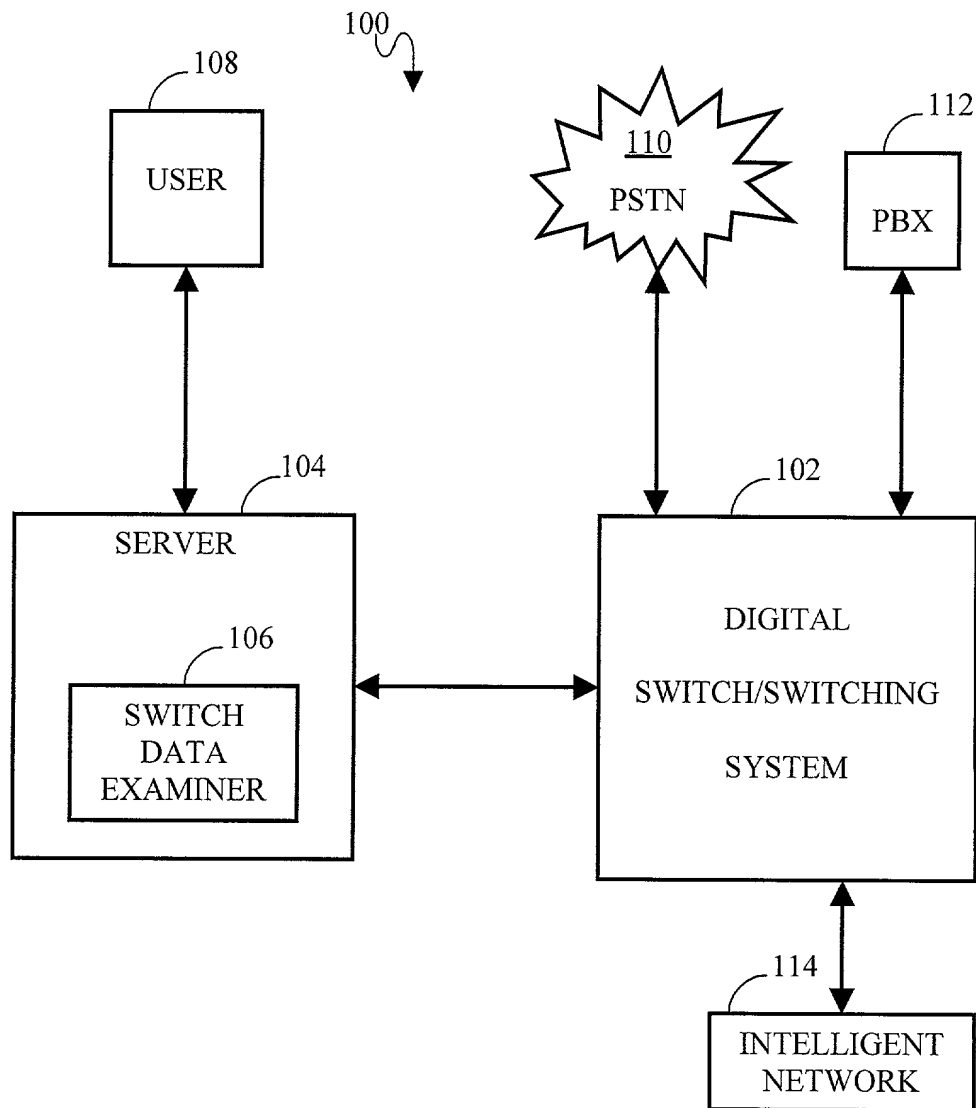 100
108
USER
110
PSTN
112
PBX
104
SERVER
102
DIGITAL
SWITCH/SWITCHING
SYSTEM
106
SWITCH
DATA
EXAMINER
114
INTELLIGENT
NETWORK